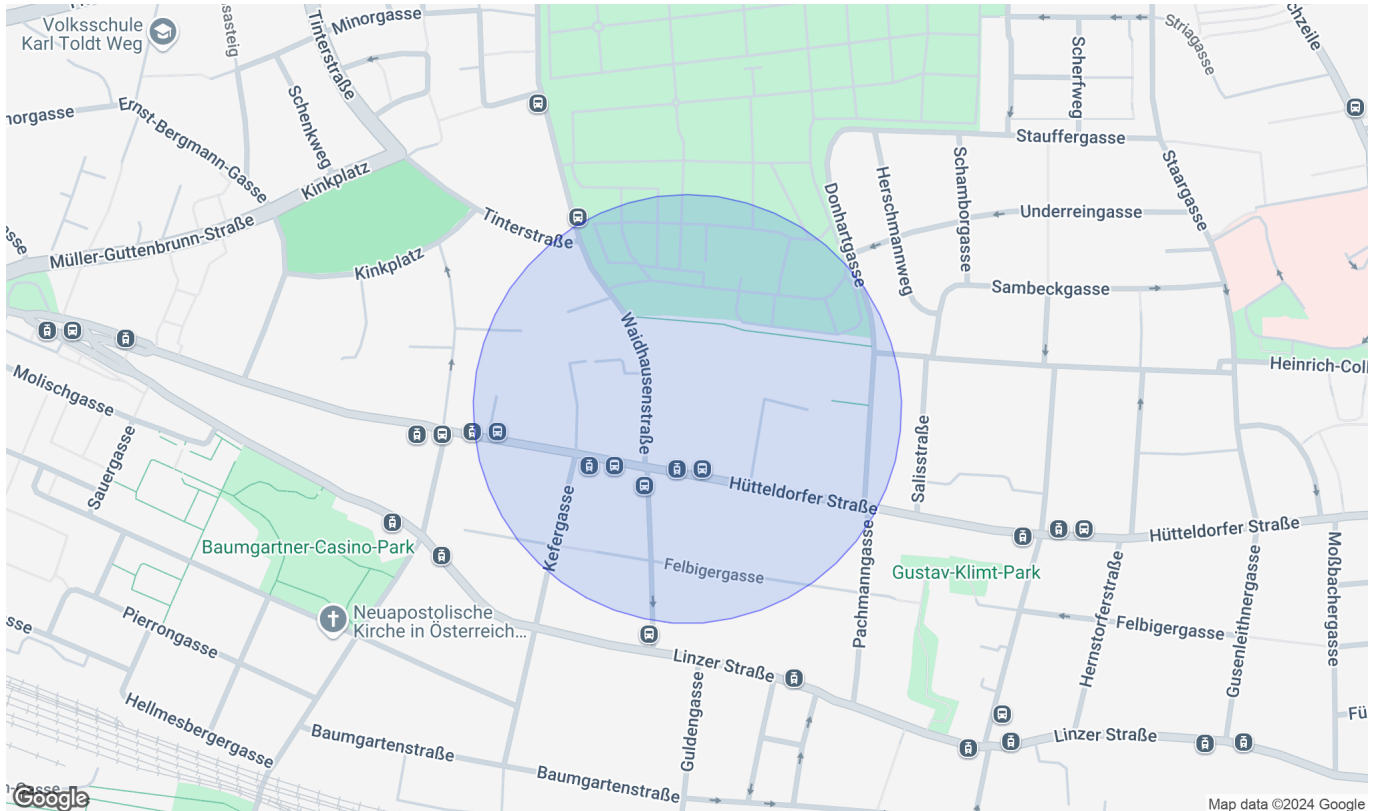 Volksschule
Karl Toldt Weg
Minorgasse
Tinterstraße
Striagasse
Scherfweg
Stauffergasse
Schenkweg
Ernst-Bergmann-Gasse
Kinkplatz
Müller-Guttenbrunn-Straße
Kinkplatz
Tinterstraße
Donhartgasse
Herschmannweg
Schamborgasse
Staargasse
Underreingasse
Sambeckgasse
Heinrich-Coll
Waidhausenstraße
Molischgasse
Sauergasse
Salisstraße
Hütteldorfer Straße
Hütteldorfer Straße
Baumgartner-Casino-Park
Kefergasse
Felbigergasse
Pachmanngasse
Gustav-Klimt-Park
Felbigergasse
Hernstorferstraße
Gusenleithnergasse
Moßbachergasse
Neuapostolische
Kirche in Österreich...
Pierrongasse
Linzer Straße
Guldengasse
Linzer Straße
Hellmesbergergasse
Baumgartenstraße
Baumgartenstraße
Fü
Google
Map data ©2024 Google